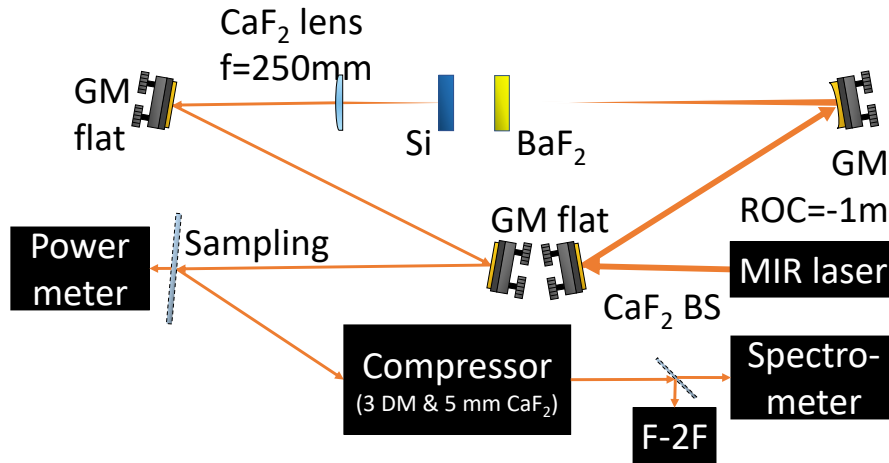 CaF₂ lens
f=250mm
GM
flat
Si
BaF₂
GM
ROC=-1m
GM flat
Power
meter
Sampling
MIR laser
CaF₂ BS
Compressor
(3 DM & 5 mm CaF₂)
Spectro-
meter
F-2F